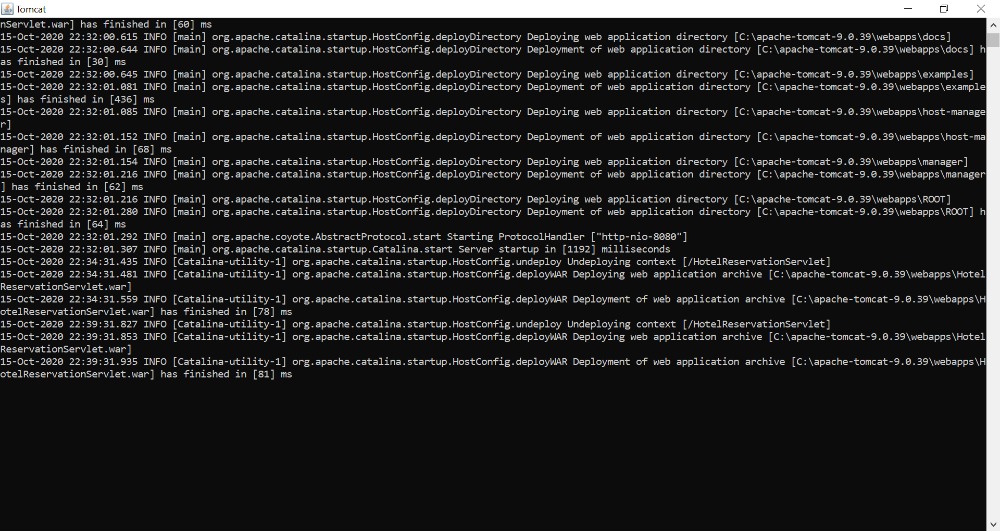 Tomcat
nServlet.war] has finished in [60] ms
15-Oct-2020 22:32:00.615 INFO [main] org.apache.catalina.startup.HostConfig.deployDirectory Deploying web application directory [C:\apache-tomcat-9.0.39\webapps\docs]
15-Oct-2020 22:32:00.644 INFO [main] org.apache.catalina.startup.HostConfig.deployDirectory Deployment of web application directory [C:\apache-tomcat-9.0.39\webapps\docs] h
as finished in [30] ms
15-Oct-2020 22:32:00.645 INFO [main] org.apache.catalina.startup.HostConfig.deployDirectory Deploying web application directory [C:\apache-tomcat-9.0.39\webapps\examples]
15-Oct-2020 22:32:01.081 INFO [main] org.apache.catalina.startup.HostConfig.deployDirectory Deployment of web application directory [C:\apache-tomcat-9.0.39\webapps\example
s] has finished in [436] ms
15-Oct-2020 22:32:01.085 INFO [main] org.apache.catalina.startup.HostConfig.deployDirectory Deploying web application directory [C:\apache-tomcat-9.0.39\webapps\host-manage
r]
15-Oct-2020 22:32:01.152 INFO [main] org.apache.catalina.startup.HostConfig.deployDirectory Deployment of web application directory [C:\apache-tomcat-9.0.39\webapps\host-ma
nager] has finished in [68] ms
15-Oct-2020 22:32:01.154 INFO [main] org.apache.catalina.startup.HostConfig.deployDirectory Deploying web application directory [C:\apache-tomcat-9.0.39\webapps\manager]
15-Oct-2020 22:32:01.216 INFO [main] org.apache.catalina.startup.HostConfig.deployDirectory Deployment of web application directory [C:\apache-tomcat-9.0.39\webapps\manager
] has finished in [62] ms
15-Oct-2020 22:32:01.216 INFO [main] org.apache.catalina.startup.HostConfig.deployDirectory Deploying web application directory [C:\apache-tomcat-9.0.39\webapps\ROOT]
15-Oct-2020 22:32:01.280 INFO [main] org.apache.catalina.startup.HostConfig.deployDirectory Deployment of web application directory [C:\apache-tomcat-9.0.39\webapps\ROOT] h
as finished in [64] ms
15-Oct-2020 22:32:01.292 INFO [main] org.apache.coyote.AbstractProtocol.start Starting ProtocolHandler ["http-nio-8080"]
15-Oct-2020 22:32:01.307 INFO [main] org.apache.catalina.startup.Catalina.start Server startup in [1192] milliseconds
15-Oct-2020 22:34:31.435 INFO [Catalina-utility-1] org.apache.catalina.startup.HostConfig.undeploy Undeploying context [/HotelReservationServlet]
15-Oct-2020 22:34:31.481 INFO [Catalina-utility-1] org.apache.catalina.startup.HostConfig.deployWAR Deploying web application archive [C:\apache-tomcat-9.0.39\webapps\Hotel
ReservationServlet.war]
15-Oct-2020 22:34:31.559 INFO [Catalina-utility-1] org.apache.catalina.startup.HostConfig.deployWAR Deployment of web application archive [C:\apache-tomcat-9.0.39\webapps\H
otelReservationServlet.war] has finished in [78] ms
15-Oct-2020 22:39:31.827 INFO [Catalina-utility-1] org.apache.catalina.startup.HostConfig.undeploy Undeploying context [/HotelReservationServlet]
15-Oct-2020 22:39:31.853 INFO [Catalina-utility-1] org.apache.catalina.startup.HostConfig.deployWAR Deploying web application archive [C:\apache-tomcat-9.0.39\webapps\Hotel
ReservationServlet.war]
15-Oct-2020 22:39:31.935 INFO [Catalina-utility-1] org.apache.catalina.startup.HostConfig.deployWAR Deployment of web application archive [C:\apache-tomcat-9.0.39\webapps\H
otelReservationServlet.war] has finished in [81] ms